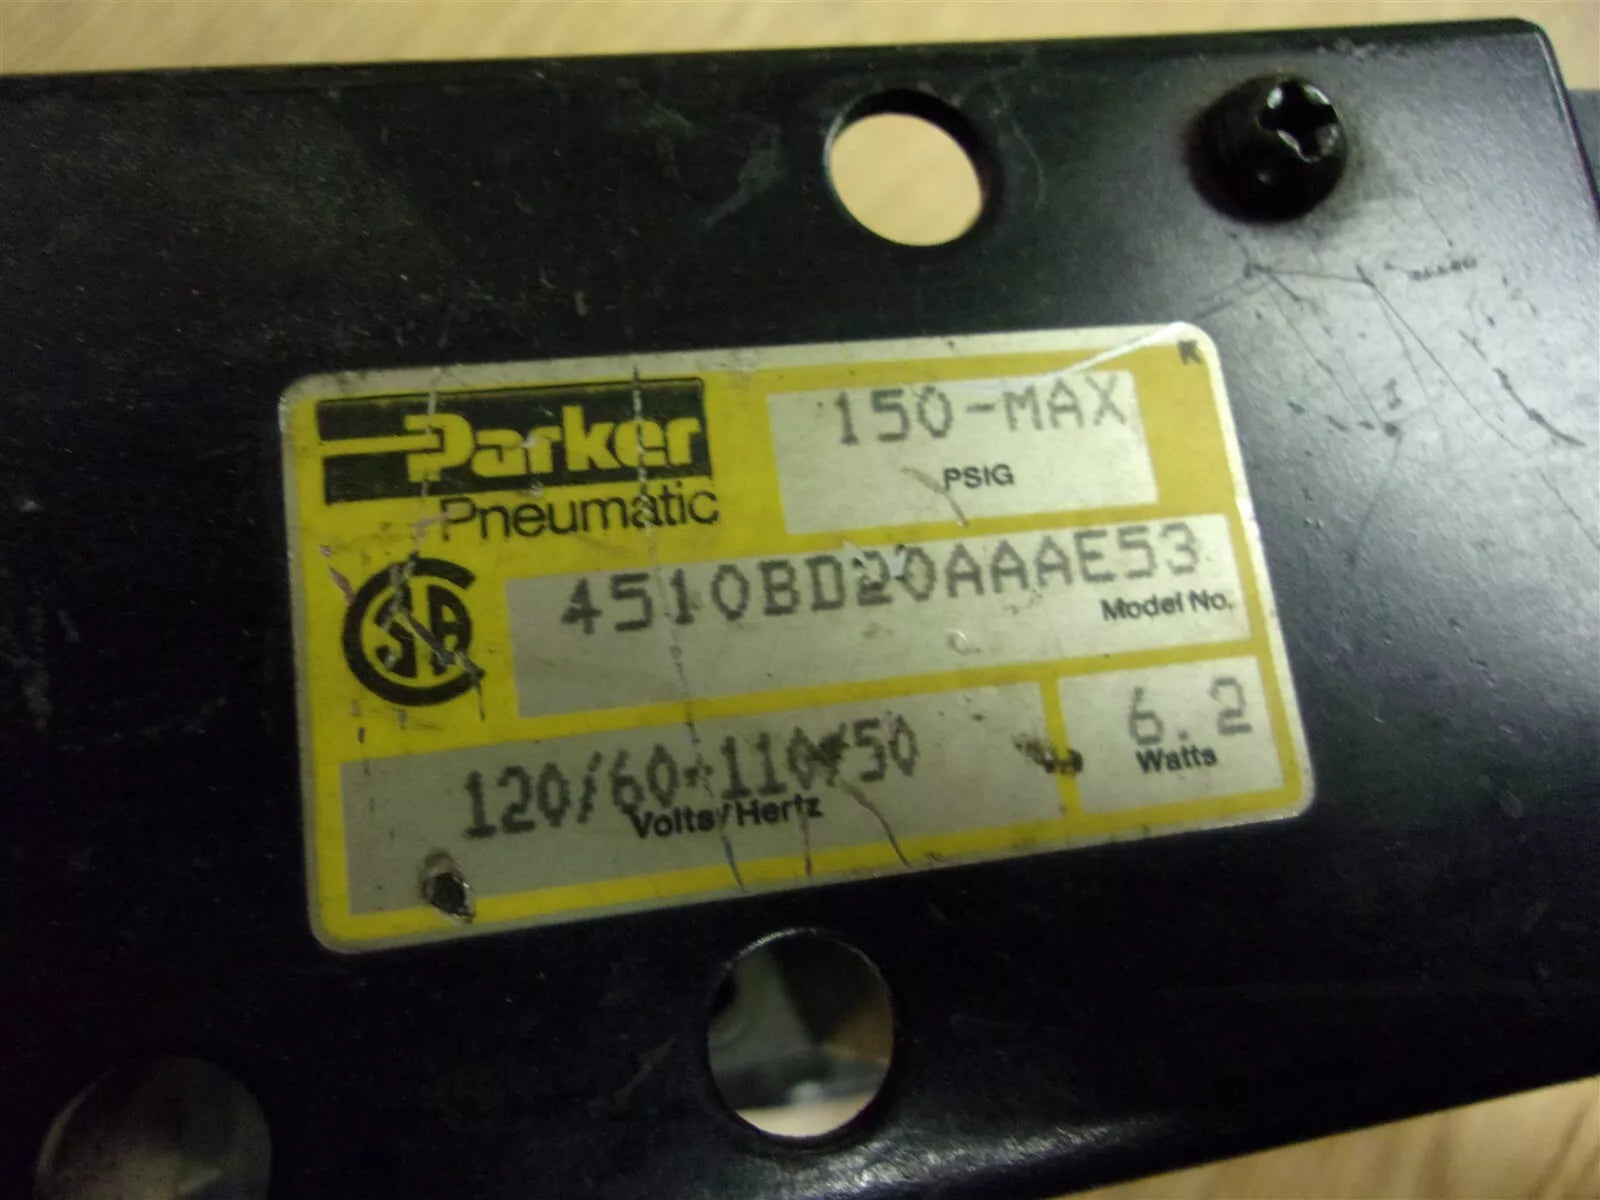 K
Parker
Pneumatic
150-MAX
PSIG
4510BD20AAAE53
Model No.
120/60-110/50
Volts/Hertz
6.2
Watts